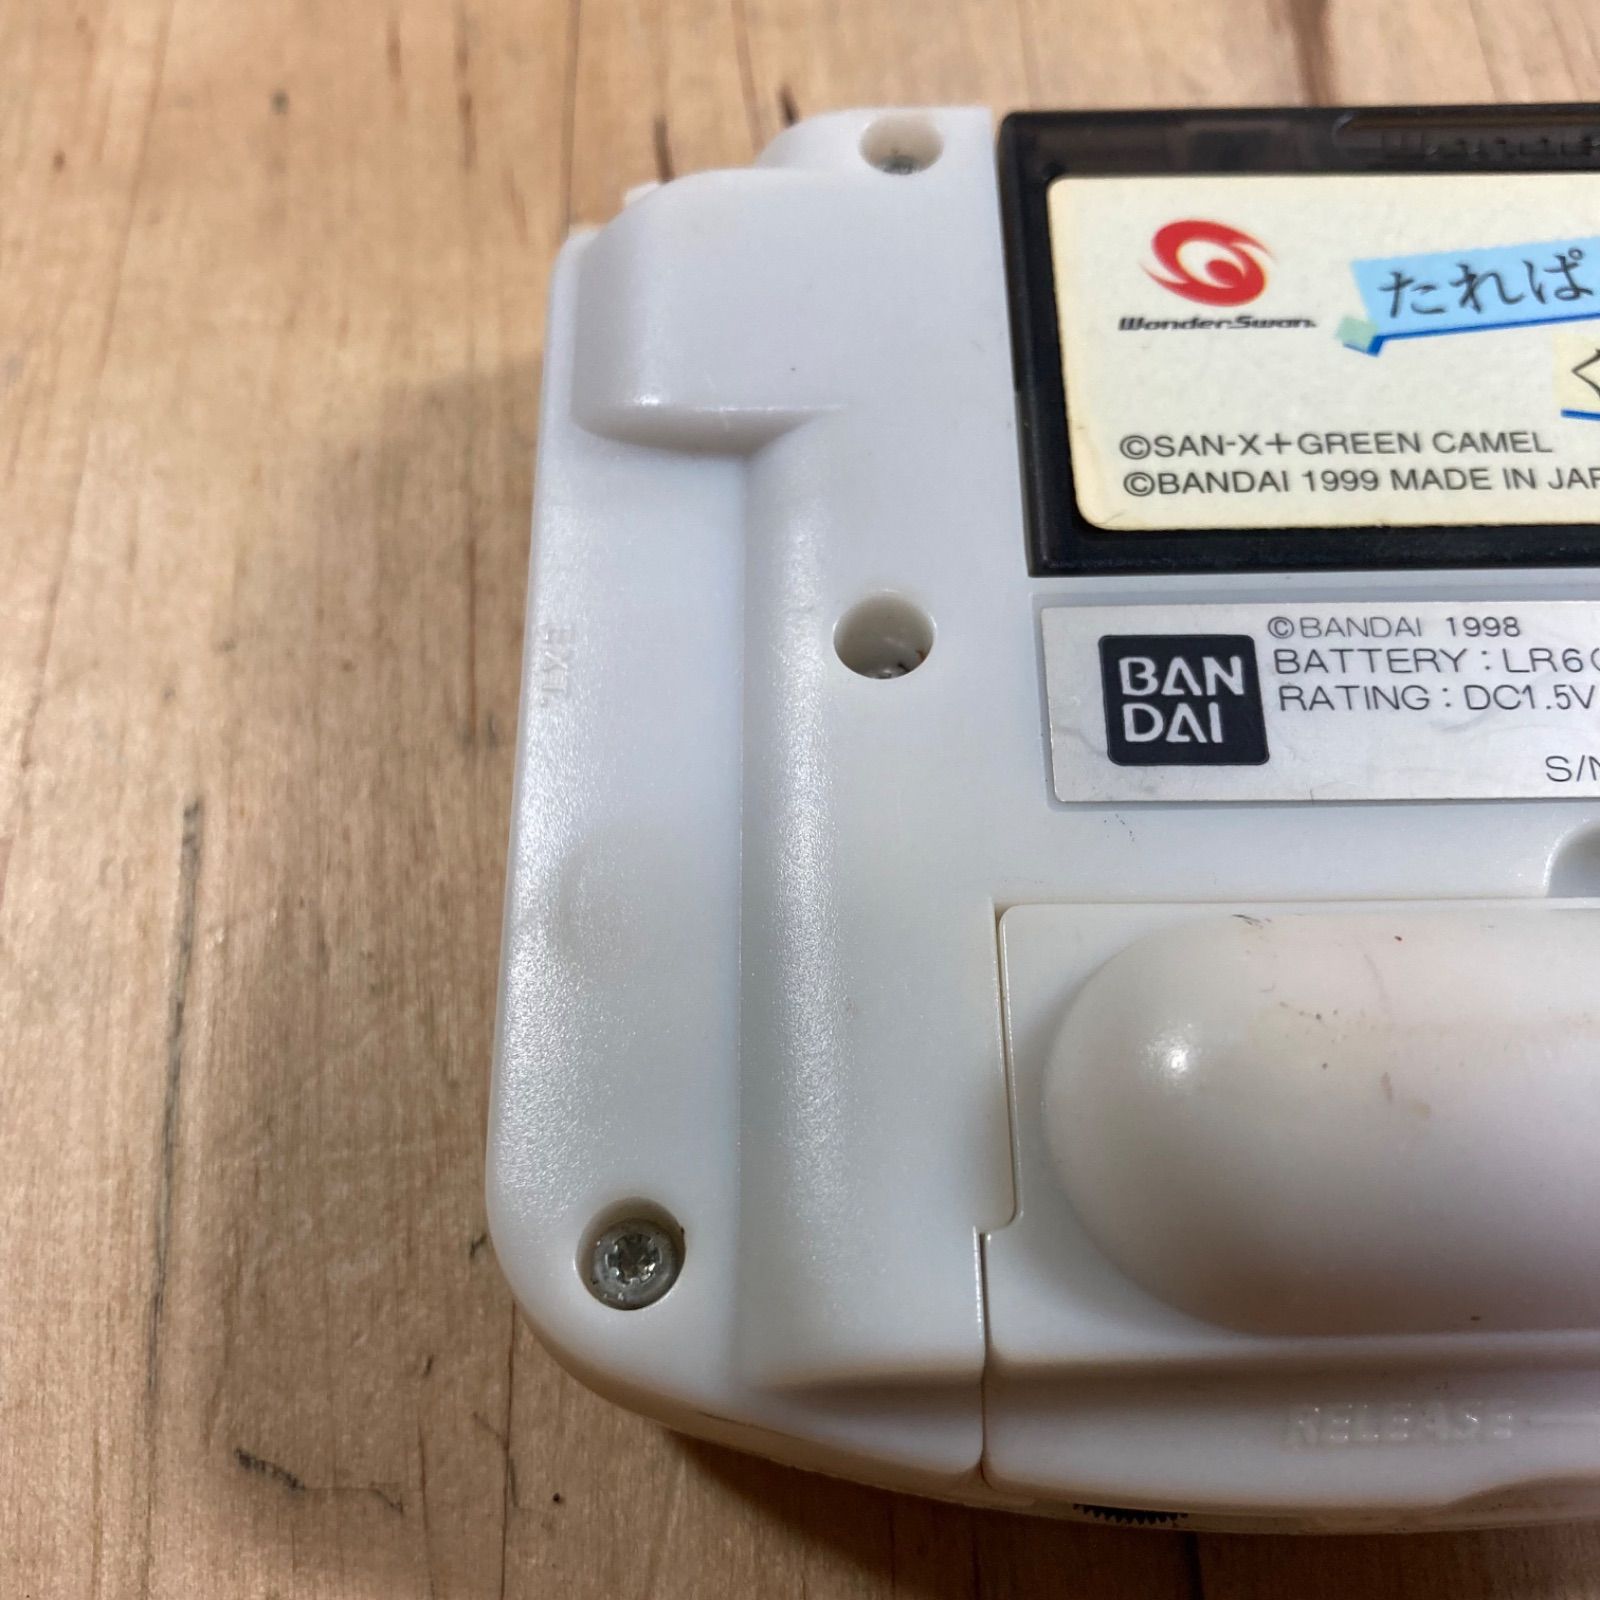 WonderSwan
たれぱ
ぐ
©SAN-X+GREEN CAMEL
©BANDAI 1999 MADE IN JAP
EXT.
BAN
DAI
©BANDAI 1998
BATTERY : LR6(
RATING : DC1.5V
S/N
RELEASE